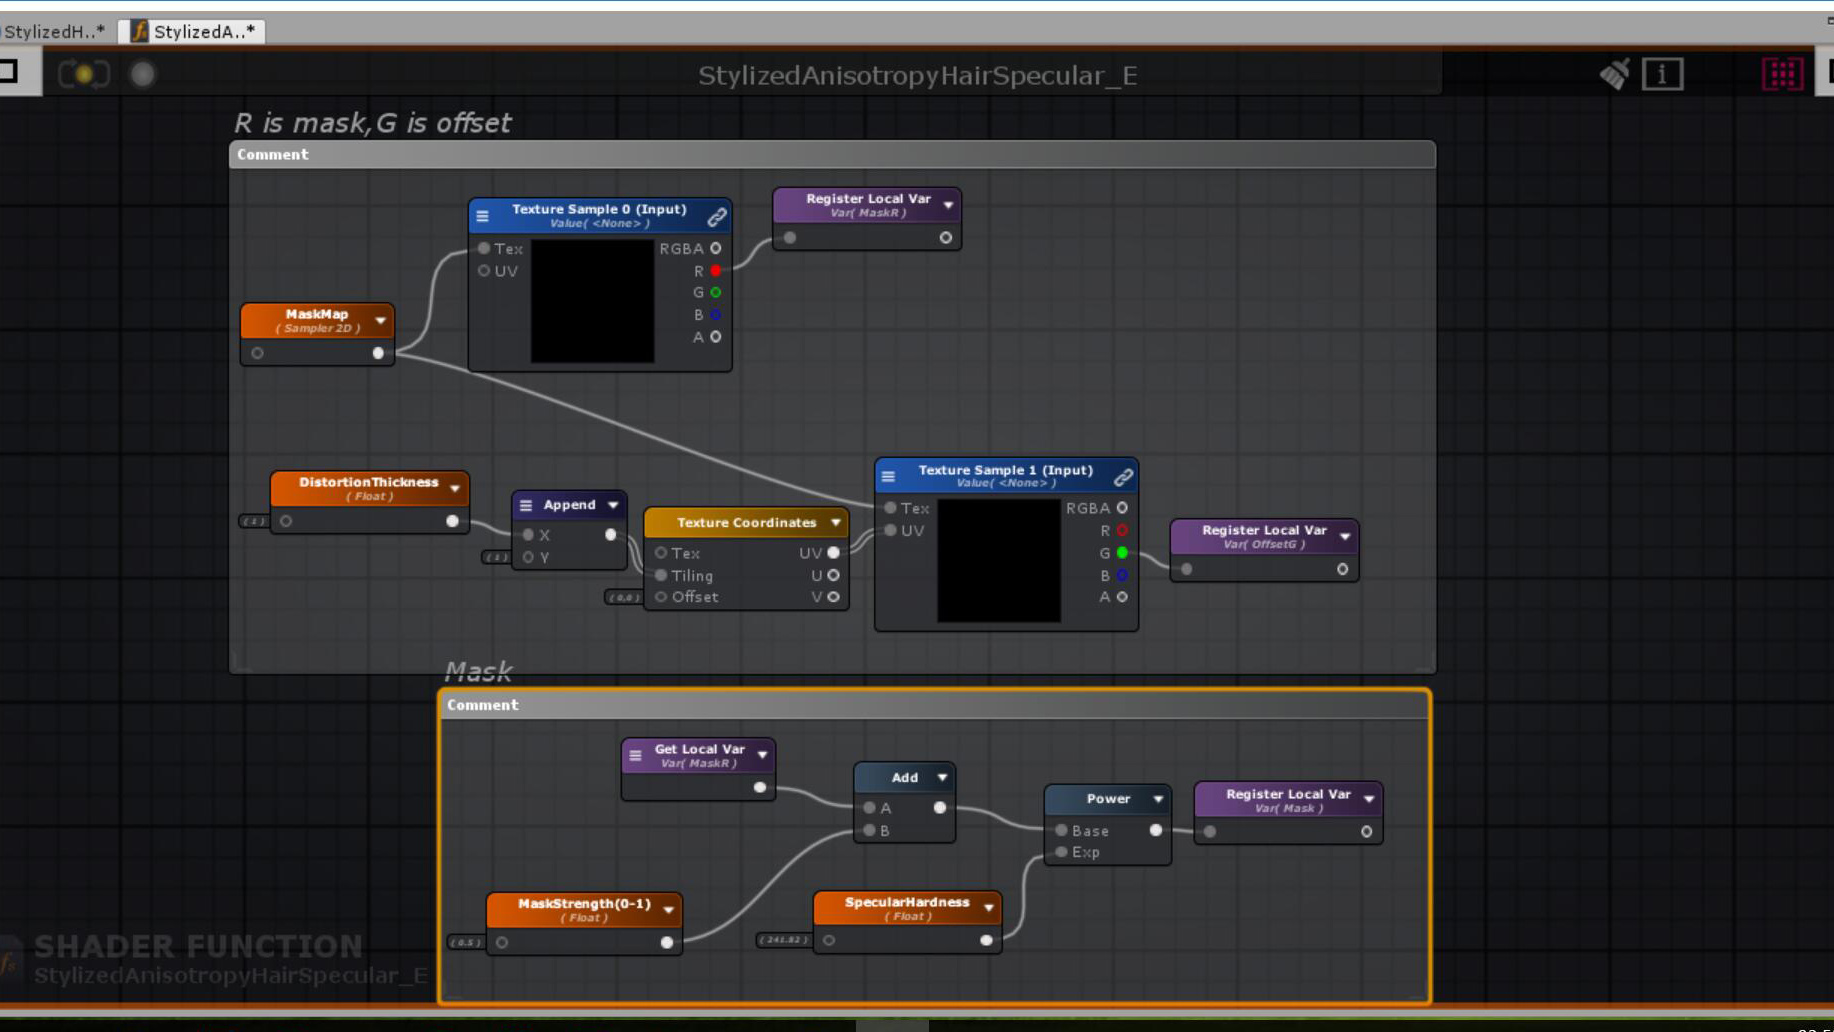 StylizedH..*
StylizedA..*
StylizedAnisotropyHairSpecular_E
R is mask,G is offset
Comment
Texture Sample 0 (Input)
Value( <None> )
Tex
UV
RGBA
R
G
B
A
Register Local Var
Var( MaskR )
MaskMap
( Sampler 2D )
DistortionThickness
( Float )
( 1 )
Append
X
Y
( 1 )
Texture Coordinates
Tex
UV
Tiling
U
( 0,0 )
Offset
V
Texture Sample 1 (Input)
Value( <None> )
Tex
UV
RGBA
R
G
B
A
Register Local Var
Var( OffsetG )
Mask
Comment
Get Local Var
Var( MaskR )
Add
A
B
Power
Base
Exp
Register Local Var
Var( Mask )
MaskStrength(0-1)
( Float )
( 0.5 )
SpecularHardness
( Float )
( 241.82 )
SHADER FUNCTION
StylizedAnisotropyHairSpecular_E